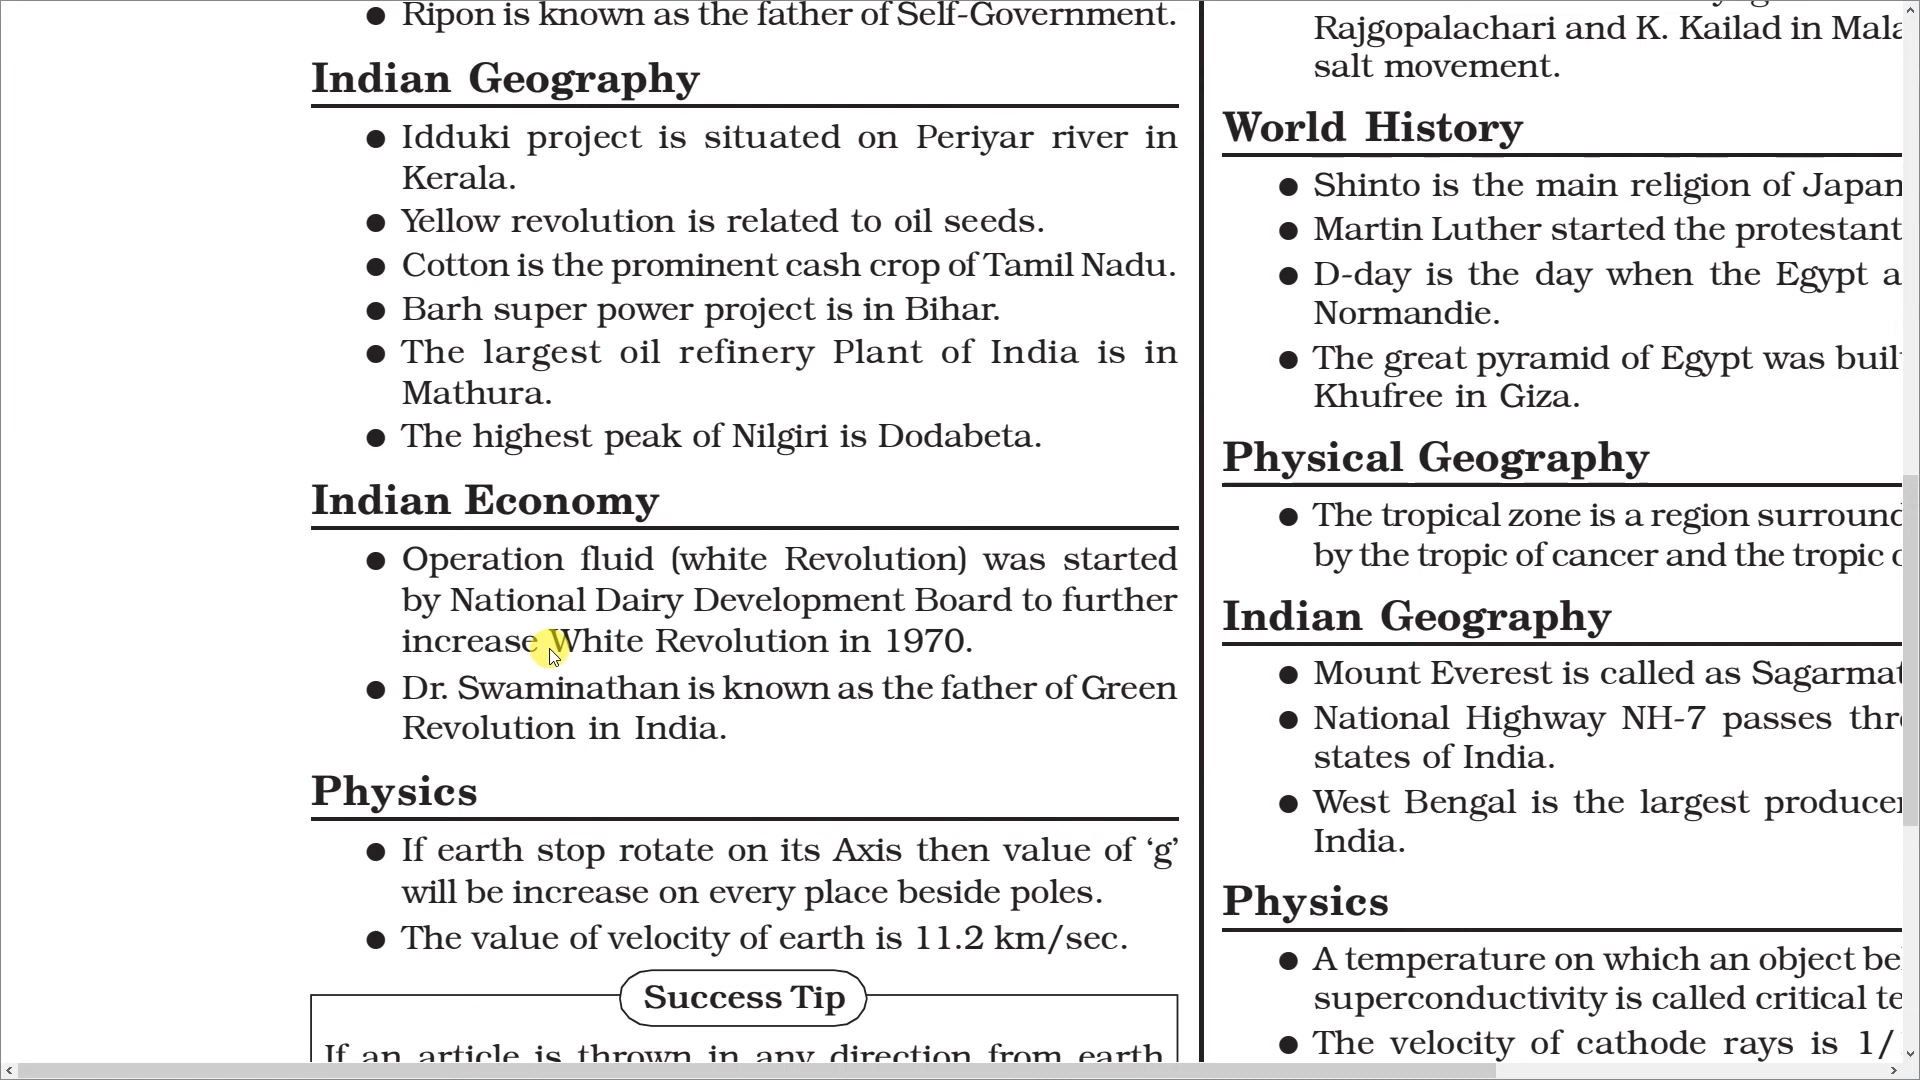 ● Ripon is known as the father of Self-Government.
Indian Geography
● Idduki project is situated on Periyar river in
Kerala.
● Yellow revolution is related to oil seeds.
● Cotton is the prominent cash crop of Tamil Nadu.
● Barh super power project is in Bihar.
● The largest oil refinery Plant of India is in
Mathura.
● The highest peak of Nilgiri is Dodabeta.
Indian Economy
● Operation fluid (white Revolution) was started
by National Dairy Development Board to further
increase White Revolution in 1970.
● Dr. Swaminathan is known as the father of Green
Revolution in India.
Physics
● If earth stop rotate on its Axis then value of ‘g’
will be increase on every place beside poles.
● The value of velocity of earth is 11.2 km/sec.
Success Tip
If an article is thrown in any direction from earth
Rajgopalachari and K. Kailad in Mala
salt movement.
World History
● Shinto is the main religion of Japan
● Martin Luther started the protestant
● D-day is the day when the Egypt a
Normandie.
● The great pyramid of Egypt was buil
Khufree in Giza.
Physical Geography
● The tropical zone is a region surround
by the tropic of cancer and the tropic
Indian Geography
● Mount Everest is called as Sagarmat
● National Highway NH-7 passes thr
states of India.
● West Bengal is the largest producer
India.
Physics
● A temperature on which an object be
superconductivity is called critical te
● The velocity of cathode rays is 1/